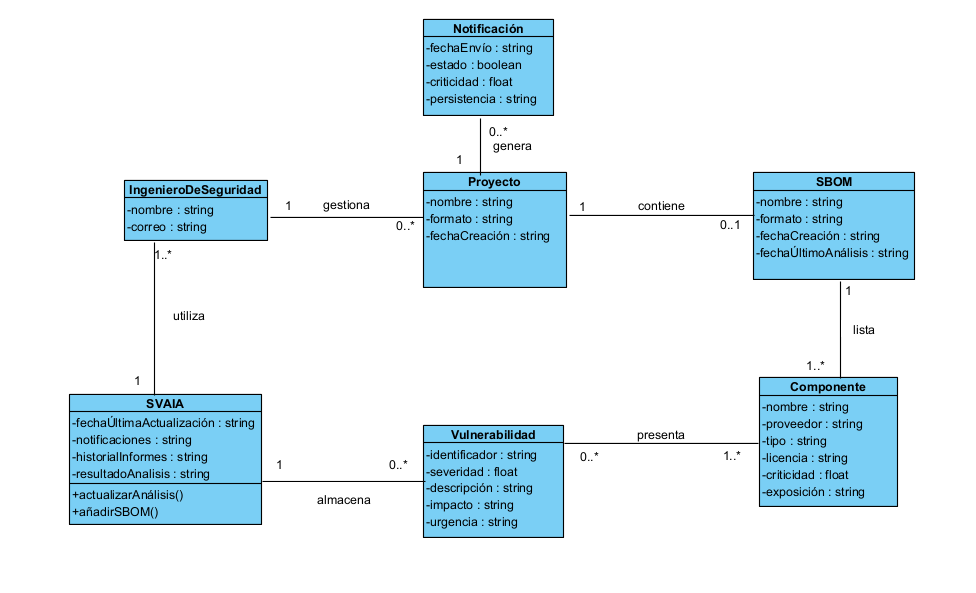 Notificación
-fechaEnvío : string
-estado : boolean
-criticidad : float
-persistencia : string
0..*
genera
1
Proyecto
-nombre : string
-formato : string
-fechaCreación : string
IngenieroDeSeguridad
-nombre : string
-correo : string
1
gestiona
0..*
1
contiene
0..1
SBOM
-nombre : string
-formato : string
-fechaCreación : string
-fechaÚltimoAnálisis : string
1..*
utiliza
1
1
lista
1..*
SVAIA
-fechaÚltimaActualización : string
-notificaciones : string
-historialInformes : string
-resultadoAnalisis : string
+actualizarAnálisis()
+añadirSBOM()
1
0..*
almacena
Vulnerabilidad
-identificador : string
-severidad : float
-descripción : string
-impacto : string
-urgencia : string
presenta
0..*
1..*
Componente
-nombre : string
-proveedor : string
-tipo : string
-licencia : string
-criticidad : float
-exposición : string